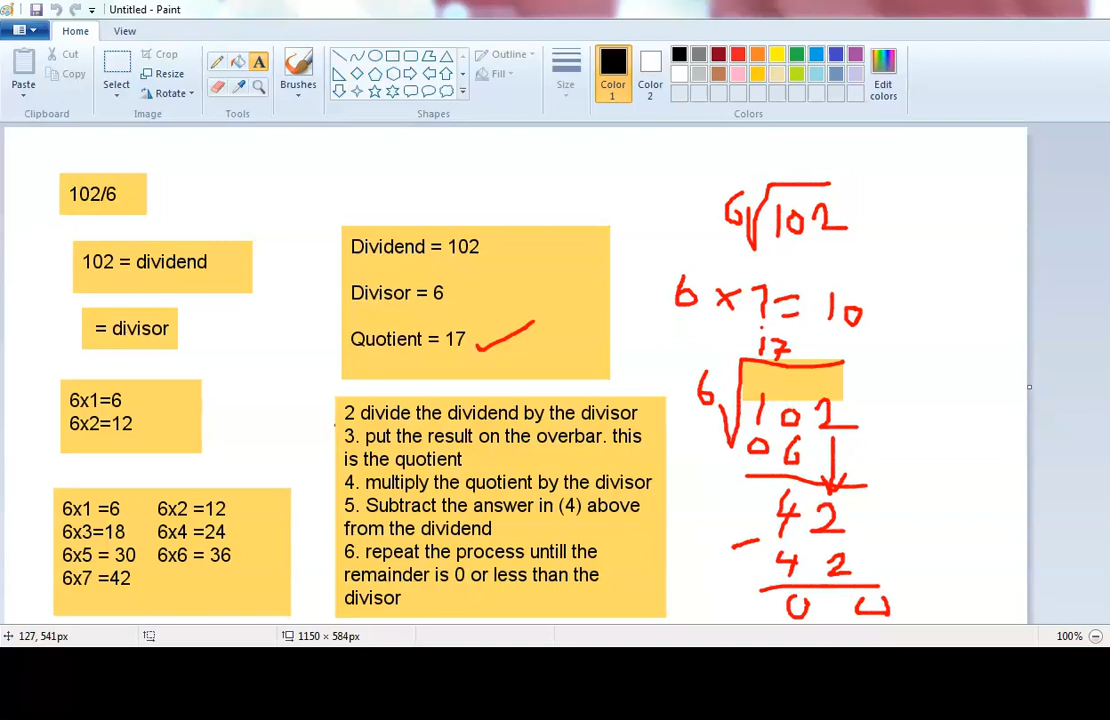 Untitled - Paint
Home
View
Paste
Cut
Copy
Clipboard
Select
Crop
Resize
Rotate
Image
Tools
Brushes
Shapes
Outline
Fill
Size
Color 1
Color 2
Edit colors
Colors
102/6
102 = dividend
= divisor
6x1=6
6x2=12
6x1 =6 6x2 =12
6x3=18 6x4 =24
6x5 = 30 6x6 = 36
6x7 =42
Dividend = 102
Divisor = 6
Quotient = 17
2 divide the dividend by the divisor
3. put the result on the overbar. this
is the quotient
4. multiply the quotient by the divisor
5. Subtract the answer in (4) above
from the dividend
6. repeat the process untill the
remainder is 0 or less than the
divisor
6√102
6 x ? = 10
17
6√102
06
42
- 42
0 0
127, 541px
1150 × 584px
100%